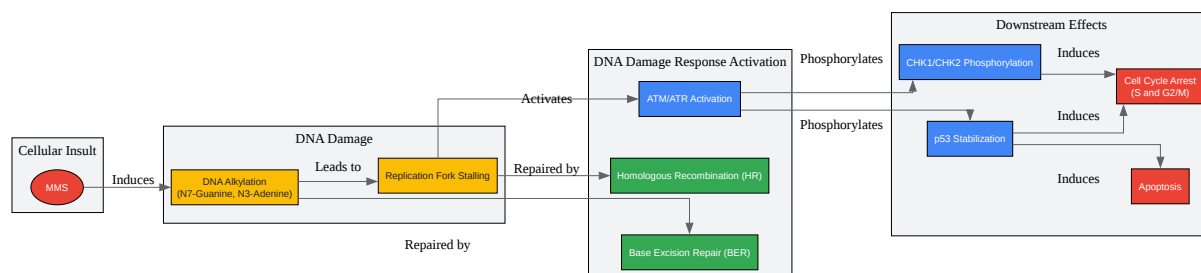 Cellular Insult
MMS
Induces
DNA Damage
DNA Alkylation
(N7-Guanine, N3-Adenine)
Leads to
Replication Fork Stalling
Activates
Repaired by
Repaired by
DNA Damage Response Activation
ATM/ATR Activation
Homologous Recombination (HR)
Base Excision Repair (BER)
Phosphorylates
Phosphorylates
Downstream Effects
CHK1/CHK2 Phosphorylation
p53 Stabilization
Induces
Induces
Induces
Cell Cycle Arrest
(S and G2/M)
Apoptosis